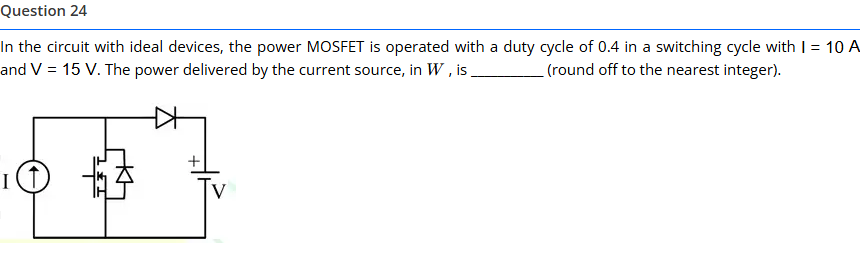 Question 24
In the circuit with ideal devices, the power MOSFET is operated with a duty cycle of 0.4 in a switching cycle with I = 10 A
and V = 15 V. The power delivered by the current source, in W , is __________ (round off to the nearest integer).
+
I
V